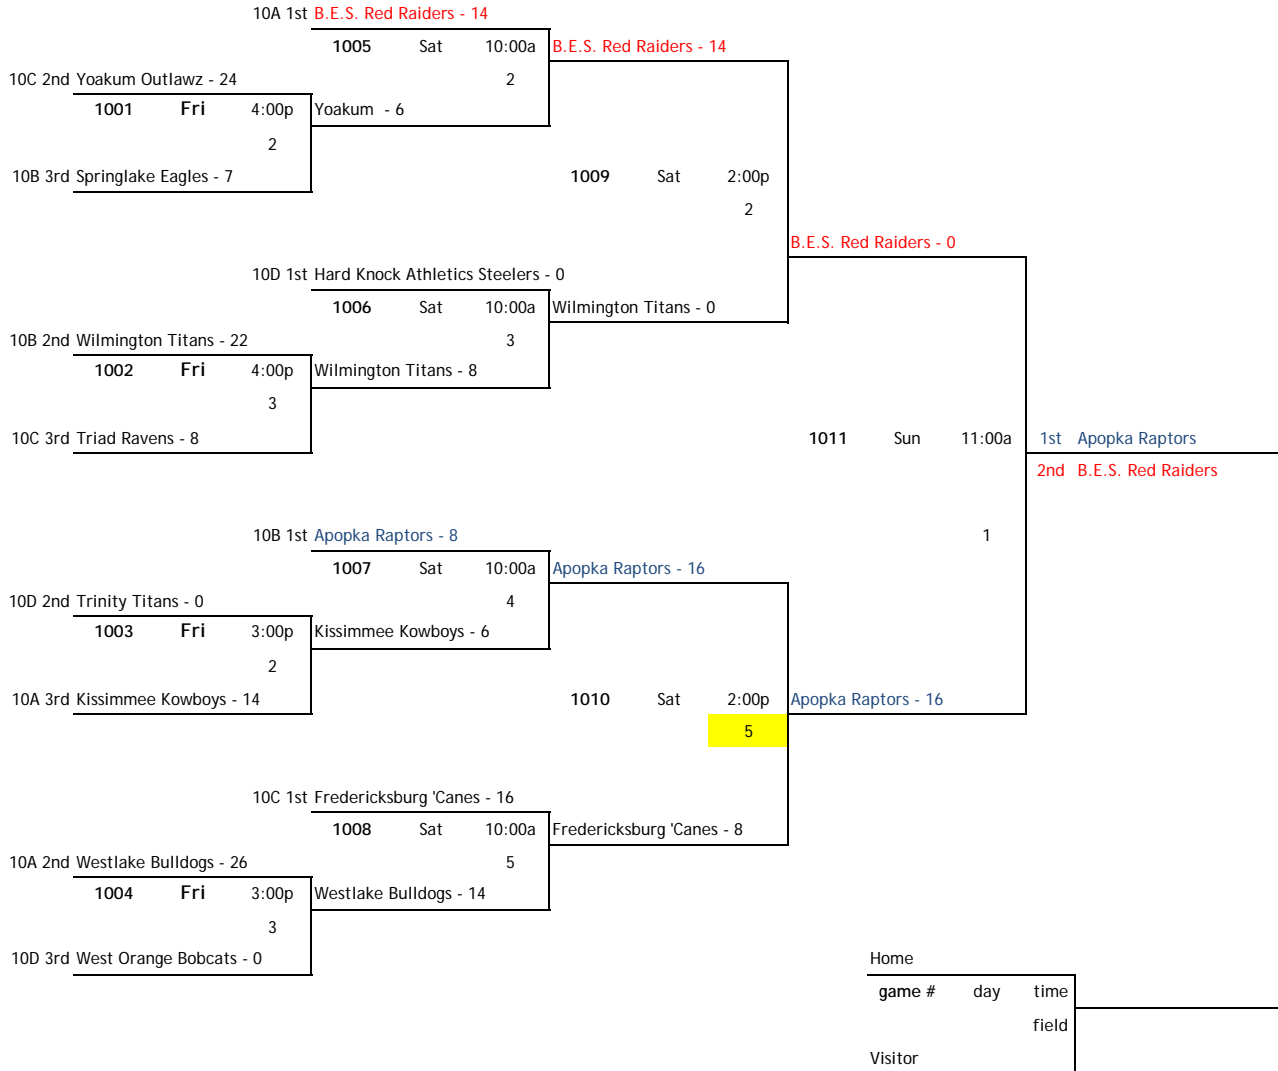 10A 1st B.E.S. Red Raiders - 14
1005 Sat 10:00a B.E.S. Red Raiders - 14
10C 2nd Yoakum Outlawz - 24 2
1001 Fri 4:00p Yoakum - 6
2
10B 3rd Springlake Eagles - 7 1009 Sat 2:00p
2
B.E.S. Red Raiders - 0
10D 1st Hard Knock Athletics Steelers - 0
1006 Sat 10:00a Wilmington Titans - 0
10B 2nd Wilmington Titans - 22 3
1002 Fri 4:00p Wilmington Titans - 8
3
10C 3rd Triad Ravens - 8 1011 Sun 11:00a 1st Apopka Raptors
2nd B.E.S. Red Raiders
10B 1st Apopka Raptors - 8 1
1007 Sat 10:00a Apopka Raptors - 16
10D 2nd Trinity Titans - 0 4
1003 Fri 3:00p Kissimmee Kowboys - 6
2
10A 3rd Kissimmee Kowboys - 14 1010 Sat 2:00p Apopka Raptors - 16
5
10C 1st Fredericksburg 'Canes - 16
1008 Sat 10:00a Fredericksburg 'Canes - 8
10A 2nd Westlake Bulldogs - 26 5
1004 Fri 3:00p Westlake Bulldogs - 14
3
10D 3rd West Orange Bobcats - 0 Home
game # day time
field
Visitor